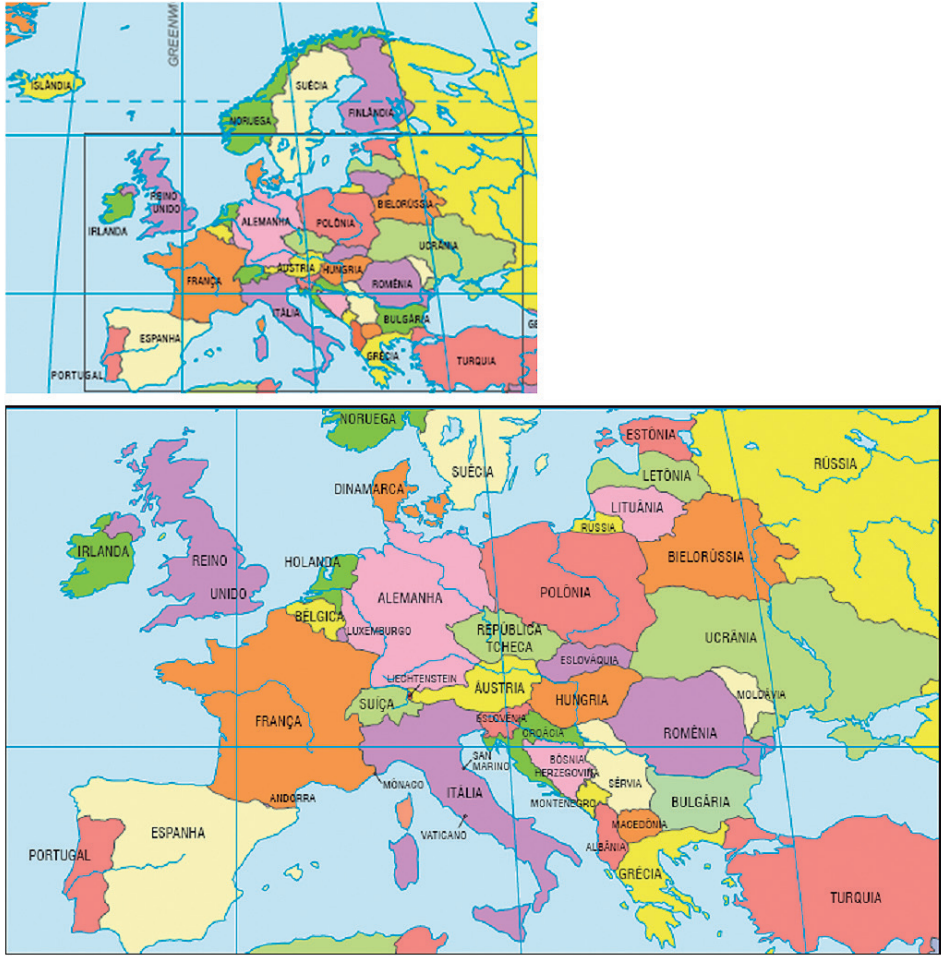 GREENW
ISLÂNDIA
SUÉCIA
NORUEGA
FINLÂNDIA
REINO
UNIDO
IRLANDA
ALEMANHA
POLÔNIA
BIELORÚSSIA
UCRÂNIA
FRANÇA
ÁUSTRIA
HUNGRIA
ROMÊNIA
ITÁLIA
BULGÁRIA
ESPANHA
PORTUGAL
GRÉCIA
TURQUIA
GE
NORUEGA
SUÉCIA
ESTÔNIA
LETÔNIA
RÚSSIA
DINAMARCA
LITUÂNIA
RÚSSIA
IRLANDA
REINO
UNIDO
HOLANDA
BIELORÚSSIA
ALEMANHA
POLÔNIA
BÉLGICA
LUXEMBURGO
REPÚBLICA
TCHECA
UCRÂNIA
ESLOVÁQUIA
LIECHTENSTEIN
ÁUSTRIA
SUÍÇA
HUNGRIA
MOLDÁVIA
FRANÇA
ESLOVÊNIA
CROÁCIA
ROMÊNIA
SAN
MARINO
BÓSNIA
HERZEGOVINA
SÉRVIA
MÔNACO
ANDORRA
ITÁLIA
MONTENEGRO
BULGÁRIA
ESPANHA
VATICANO
MACEDÔNIA
PORTUGAL
ALBÂNIA
GRÉCIA
TURQUIA